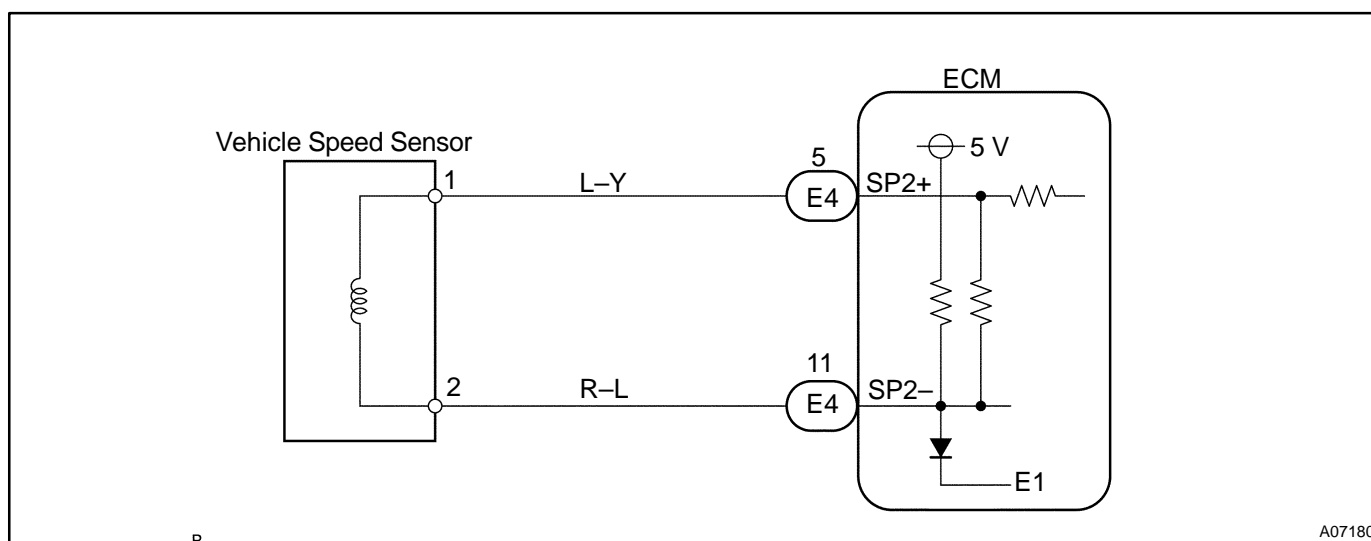 ECM
Vehicle Speed Sensor
5 V
5
1
L–Y
E4
SP2+
11
2
R–L
E4
SP2–
E1
A07180